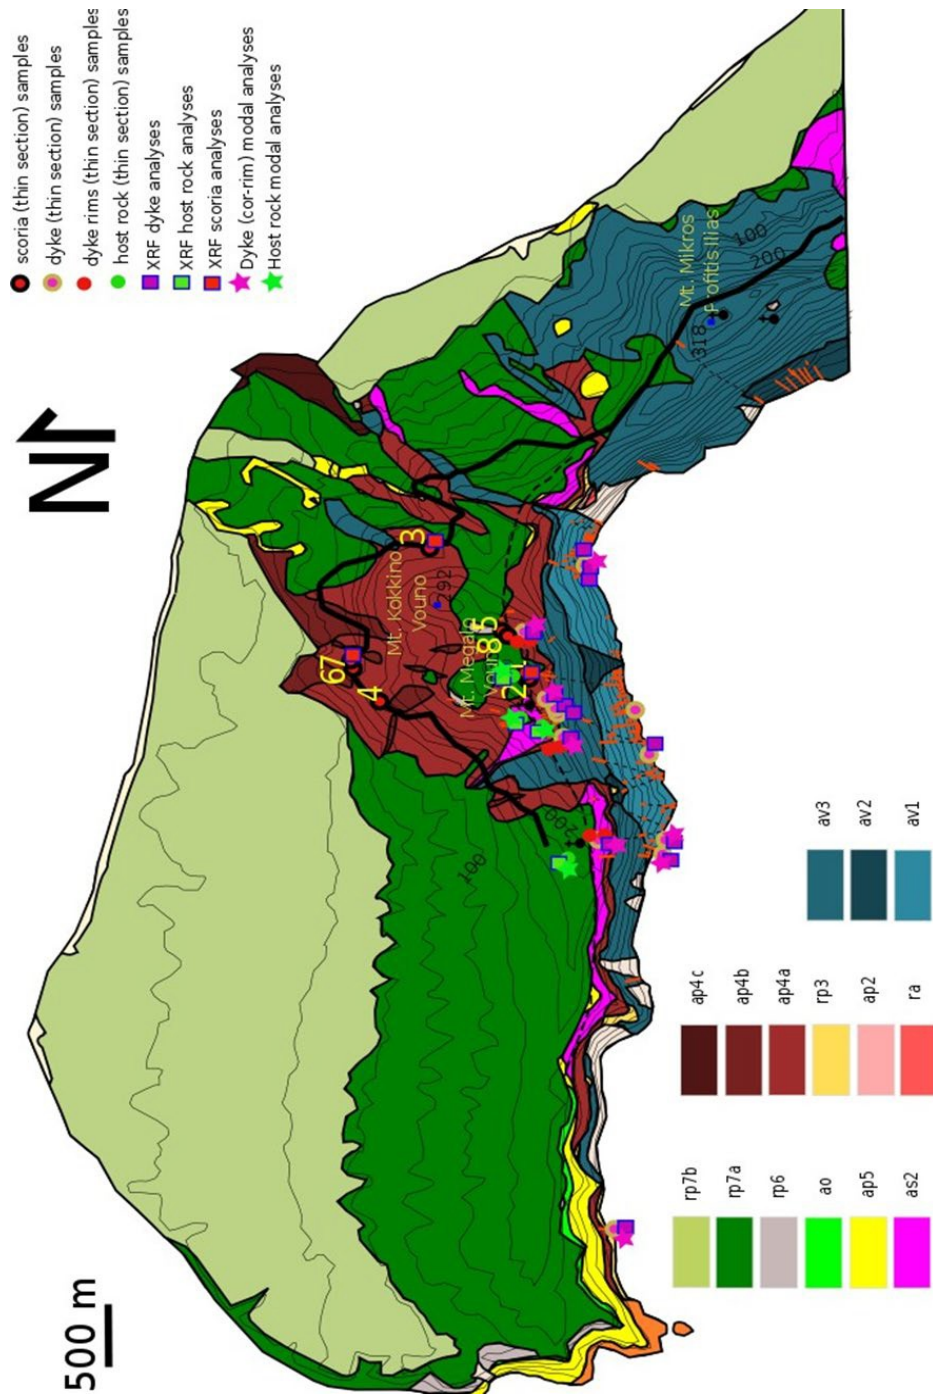 scoria (thin section) samples
dyke (thin section) samples
dyke rims (thin section) samples
host rock (thin section) samples
XRF dyke analyses
XRF host rock analyses
XRF scoria analyses
Dyke (cor-rim) modal analyses
Host rock modal analyses
N
Mt. Mikros
Profitis Ilias
100
200
318
3
Mt. Kokkino
Vouno
292
67
4
5
8
Mt. Megalo
2
200
100
av3
av2
av1
ap4c
ap4b
ap4a
rp3
ap2
ra
rp7b
rp7a
rp6
ao
ap5
as2
500 m